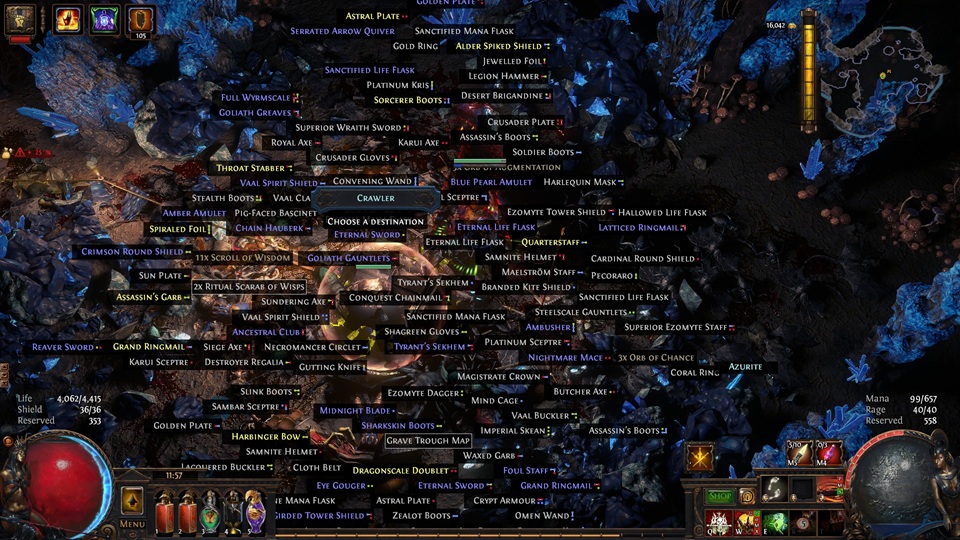 Golden Plate
Astral Plate
16,042
Serrated Arrow Quiver
Sanctified Mana Flask
Gold Ring
Alder Spiked Shield
105
Jewelled Foil
Sanctified Life Flask
Legion Hammer
Platinum Kris
Full Wyrmscale
Sorcerer Boots
Desert Brigandine
Goliath Greaves
Superior Wraith Sword
Crusader Plate
Royal Axe
Karui Axe
Assassin's Boots
Crusader Gloves
Soldier Boots
Throat Stabber
Augmentation
Vaal Spirit Shield
Convening Wand
Blue Pearl Amulet
Harlequin Mask
Stealth Boots
Vaal
Crawler
Sceptre
Amber Amulet
Pig-Faced Bascinet
Choose a destination
Ezomyte Tower Shield
Hallowed Life Flask
Spiraled Foil
Chain Hauberk
Eternal Sword
Eternal Life Flask
Latticed Ringmail
Eternal Life Flask
Quarterstaff
Crimson Round Shield
11x Scroll of Wisdom
Goliath Gauntlets
Samnite Helmet
Cardinal Round Shield
Sun Plate
Maelström Staff
Pecoraro
2x Ritual Scarab of Wisps
Tyrant's Sekhem
Branded Kite Shield
Assassin's Garb
Sundering Axe
Conquest Chainmail
Sanctified Life Flask
Vaal Spirit Shield
Sanctified Mana Flask
Steelscale Gauntlets
Ancestral Club
Shagreen Gloves
Ambusher
Superior Ezomyte Staff
Reaver Sword
Grand Ringmail
Siege Axe
Necromancer Circlet
Tyrant's Sekhem
Platinum Sceptre
Karui Sceptre
Destroyer Regalia
Gutting Knife
Nightmare Mace
3x Orb of Chance
Azurite
Coral Ring
Magistrate Crown
Slink Boots
Ezomyte Dagger
Butcher Axe
Life 4,062/4,415
Shield 36/36
Reserved 353
Mind Cage
Mana 99/657
Rage 40/40
Reserved 558
Sambar Sceptre
Midnight Blade
Vaal Buckler
Golden Plate
Sharkskin Boots
Imperial Skean
Assassin's Boots
Harbinger Bow
Grave Trough Map
Samnite Helmet
Waxed Garb
Lacquered Buckler
Cloth Belt
Dragonscale Doublet
Foul Staff
11:57
Eye Gouger
Eternal Sword
Grand Ringmail
Menu
Mana Flask
Astral Plate
Crypt Armour
Shop
Girded Tower Shield
Zealot Boots
Omen Wand